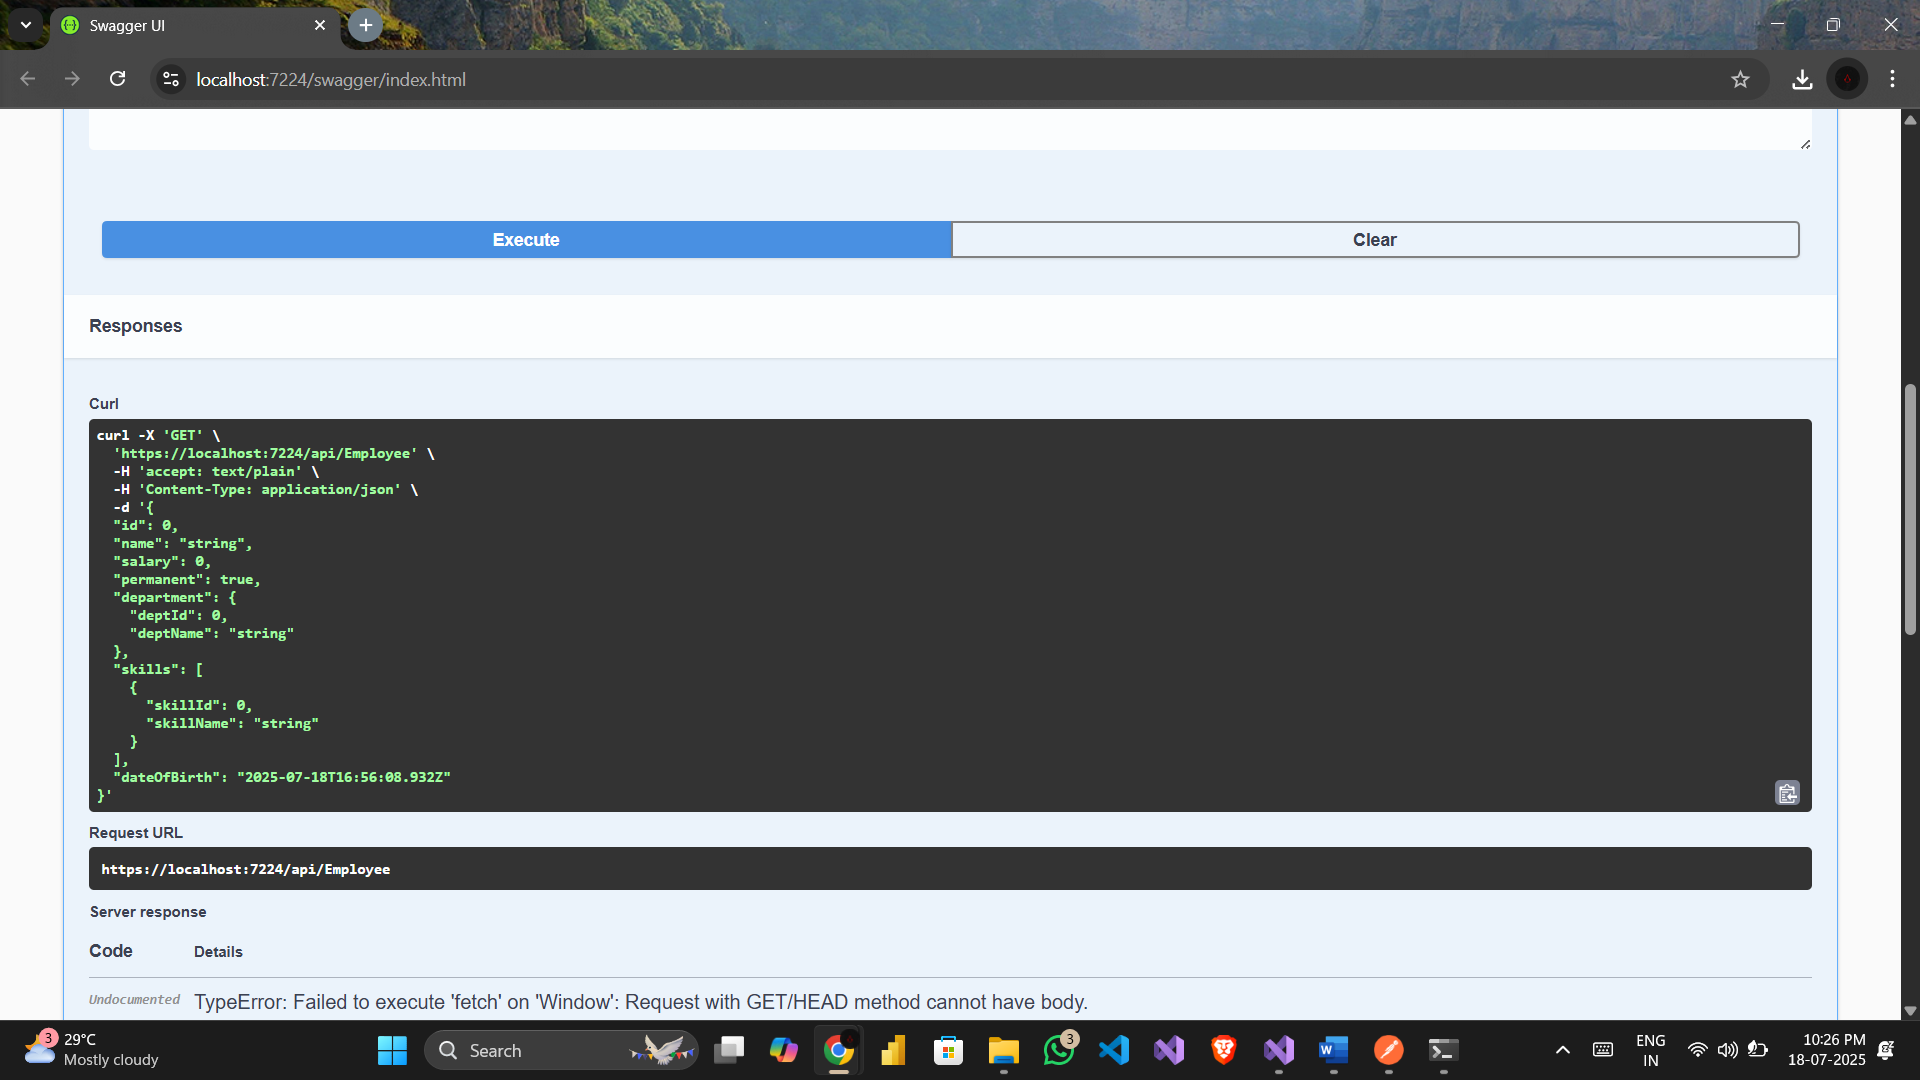 Swagger UI
localhost:7224/swagger/index.html
Execute
Clear
Responses
Curl
curl -X 'GET' \
'https://localhost:7224/api/Employee' \
-H 'accept: text/plain' \
-H 'Content-Type: application/json' \
-d '{
"id": 0,
"name": "string",
"salary": 0,
"permanent": true,
"department": {
"deptId": 0,
"deptName": "string"
},
"skills": [
{
"skillId": 0,
"skillName": "string"
}
],
"dateOfBirth": "2025-07-18T16:56:08.932Z"
}'
Request URL
https://localhost:7224/api/Employee
Server response
Code Details
Undocumented TypeError: Failed to execute 'fetch' on 'Window': Request with GET/HEAD method cannot have body.
3
29°C
Mostly cloudy
Search
3
ENG
IN
10:26 PM
18-07-2025